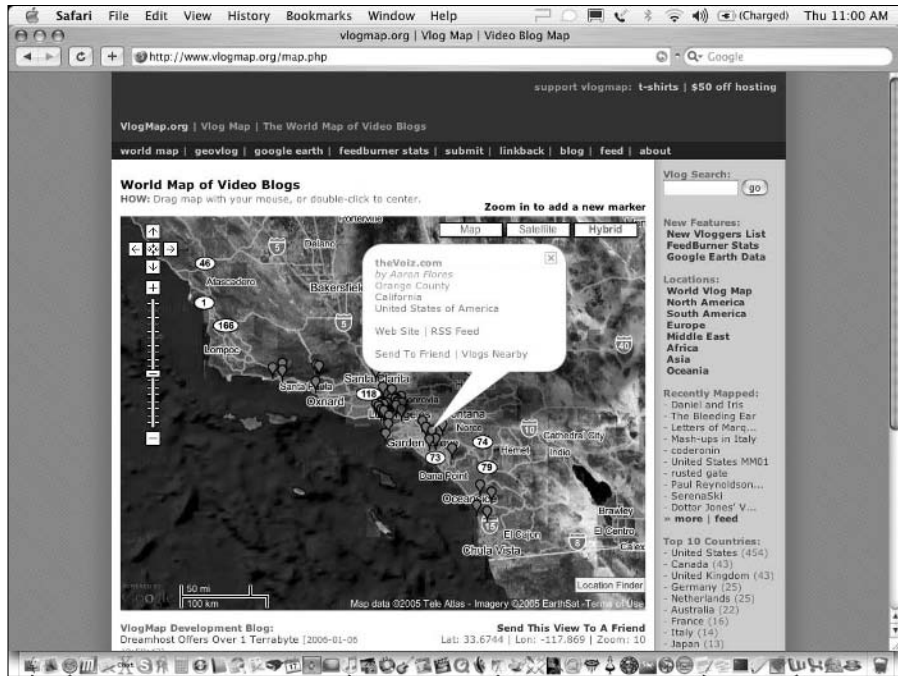 Safari File Edit View History Bookmarks Window Help (Charged) Thu 11:00 AM
vlogmap.org | Vlog Map | Video Blog Map
http://www.vlogmap.org/map.php
Google
support vlogmap: t-shirts | $50 off hosting
VlogMap.org | Vlog Map | The World Map of Video Blogs
world map | geovlog | google earth | feedburner stats | submit | linkback | blog | feed | about
World Map of Video Blogs
HOW: Drag map with your mouse, or double-click to center.
Zoom in to add a new marker
Map Satellite Hybrid
Porterville
Delano
5
46
Atascadero
Bakersfield
1
5
166
Lompoc
40
Santa Paula
Oxnard
Santa Clarita
118
Norco
10
Cathedral City
Garden Grove
74
Hemet
Indio
73
79
Dana Point
Oceanside
Brawley
15
El Cajon
El Centro
8
Chula Vista
theVoiz.com
by Aaron Flores
Orange County
California
United States of America
Web Site | RSS Feed
Send To Friend | Vlogs Nearby
50 mi
100 km
Location Finder
Map data ©2005 Tele Atlas - Imagery ©2005 EarthSat - Terms of Use
VlogMap Development Blog:
Dreamhost Offers Over 1 Terrabyte [2006-01-06
Send This View To A Friend
Lat: 33.6744 | Lon: -117.869 | Zoom: 10
Vlog Search:
go
New Features:
New Vloggers List
FeedBurner Stats
Google Earth Data
Locations:
World Vlog Map
North America
South America
Europe
Middle East
Africa
Asia
Oceania
Recently Mapped:
- Daniel and Iris
- The Bleeding Ear
- Letters of Marq...
- Mash-ups in Italy
- coderonin
- United States MM01
- rusted gate
- Paul Reynoldson...
- SerenaSki
- Dottor Jones' V...
» more | feed
Top 10 Countries:
- United States (454)
- Canada (43)
- United Kingdom (43)
- Germany (25)
- Netherlands (25)
- Australia (22)
- France (16)
- Italy (14)
- Japan (13)